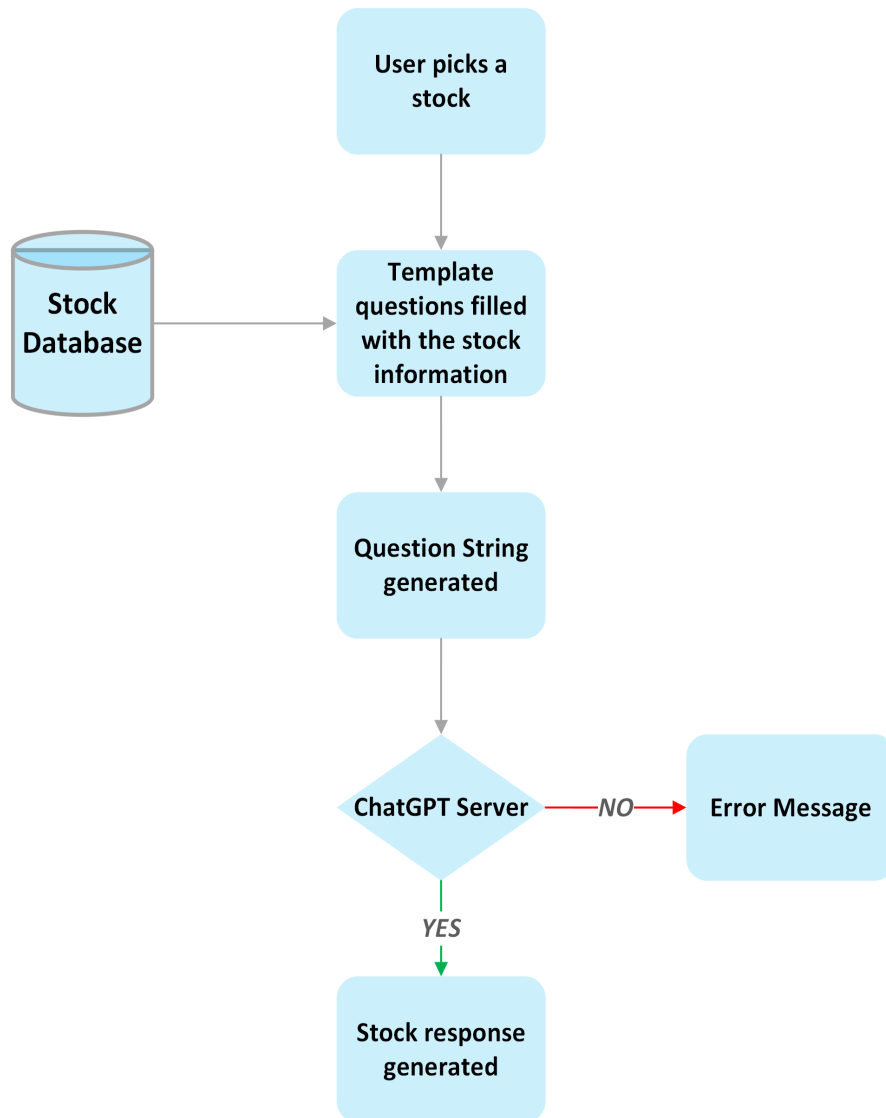 User picks a
stock
Stock
Database
Template
questions filled
with the stock
information
Question String
generated
ChatGPT Server
NO
Error Message
YES
Stock response
generated